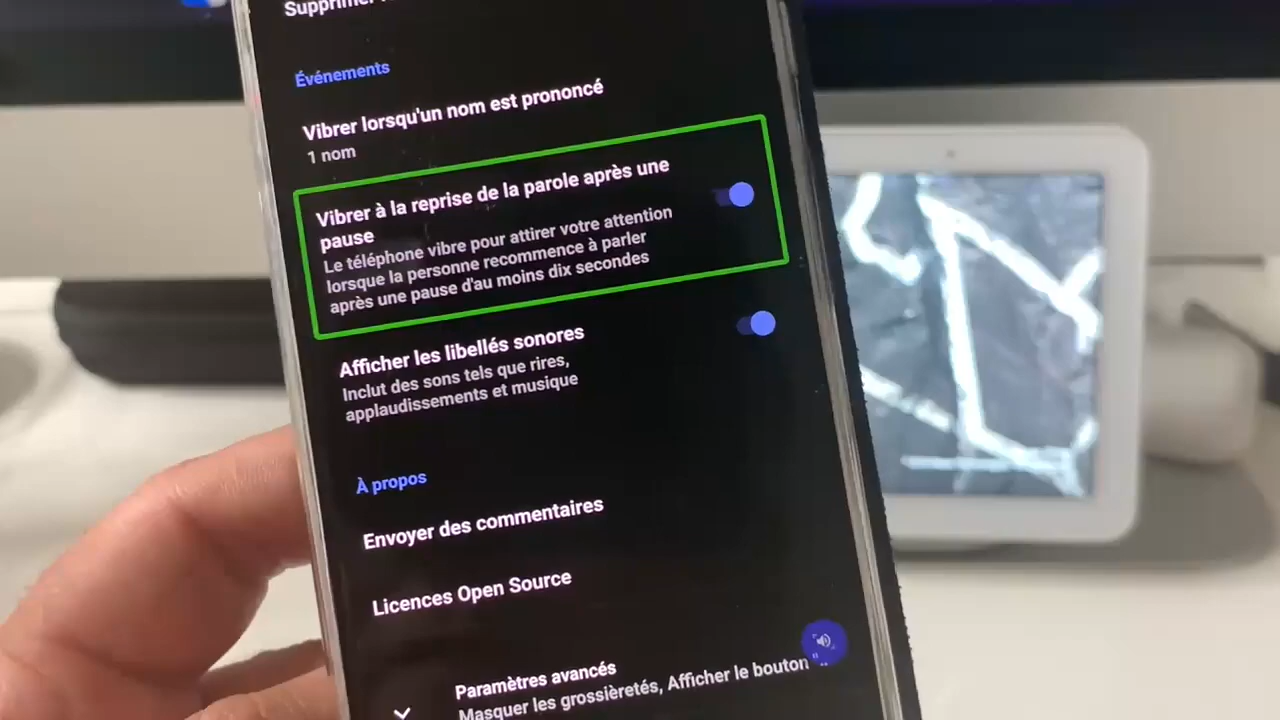 Supprimer
Événements
Vibrer lorsqu'un nom est prononcé
1 nom
Vibrer à la reprise de la parole après une
pause
Le téléphone vibre pour attirer votre attention
lorsque la personne recommence à parler
après une pause d'au moins dix secondes
Afficher les libellés sonores
Inclut des sons tels que rires,
applaudissements et musique
À propos
Envoyer des commentaires
Licences Open Source
Paramètres avancés
Masquer les grossièretés, Afficher le bouton